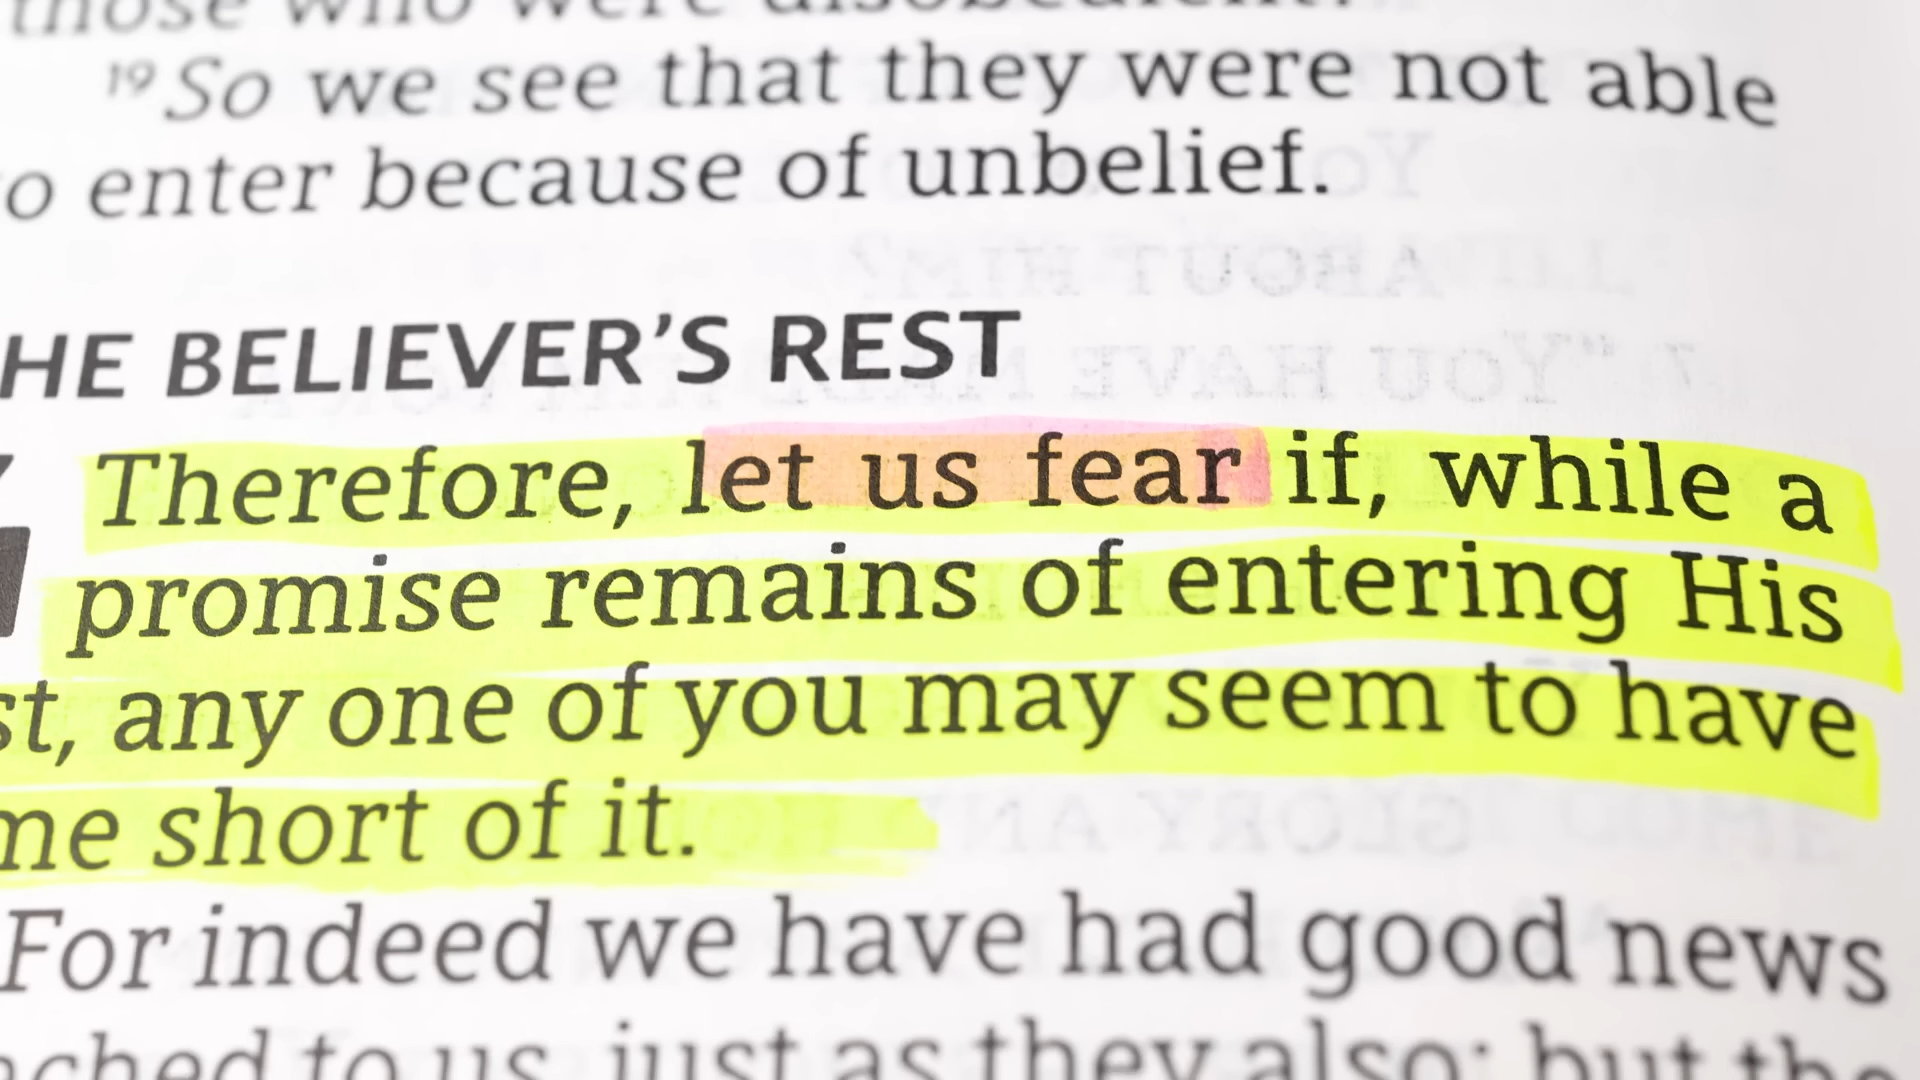 those who were disobedient?
19 So we see that they were not able
o enter because of unbelief.
HE BELIEVER'S REST
Therefore, let us fear if, while a
promise remains of entering His
st, any one of you may seem to have
me short of it.
For indeed we have had good news
ched to us, just as they also; but the